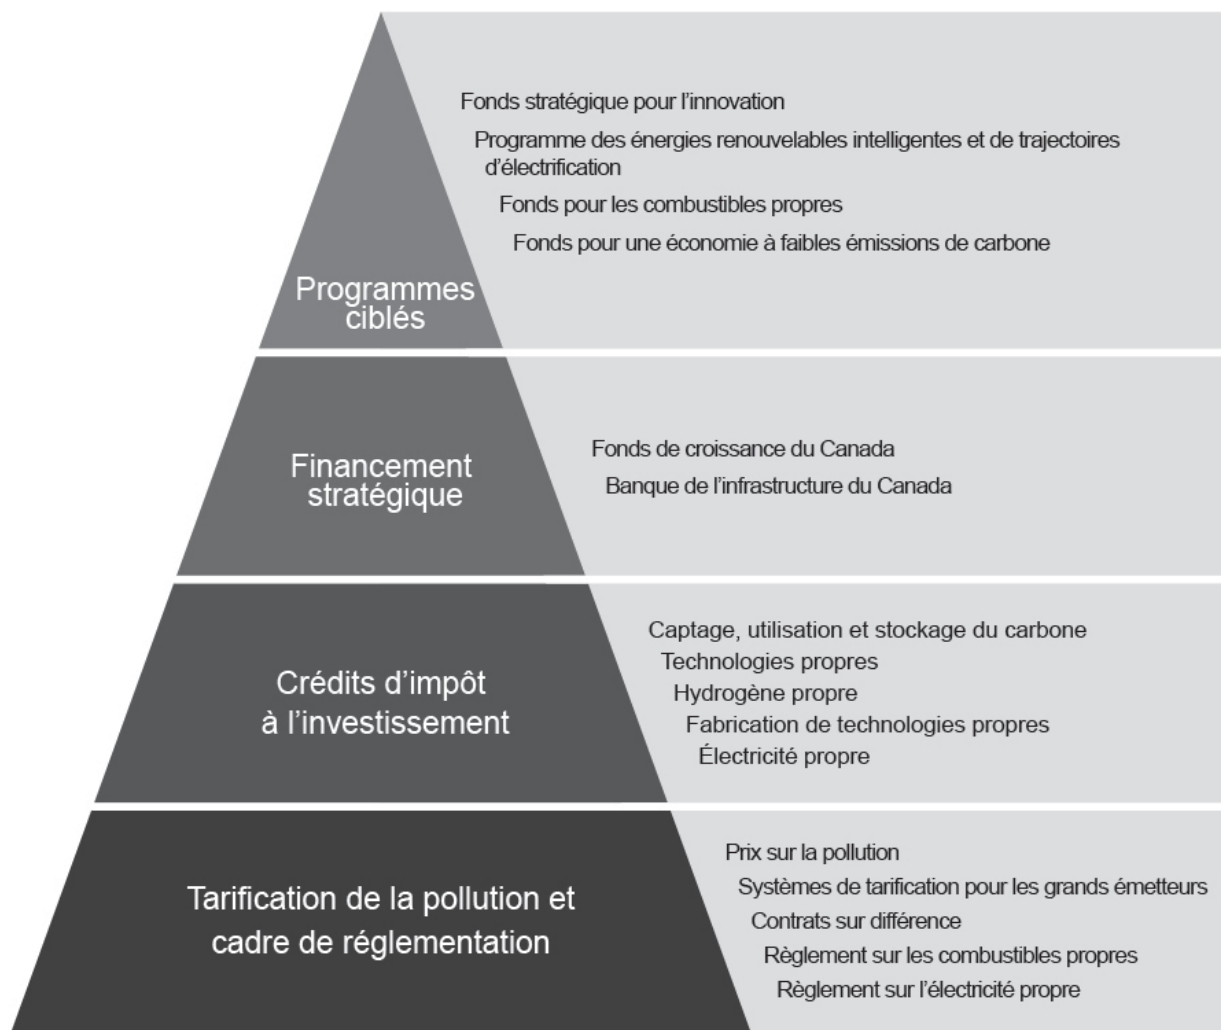 Fonds stratégique pour l’innovation
Programme des énergies renouvelables intelligentes et de trajectoires
d’électrification
Fonds pour les combustibles propres
Fonds pour une économie à faibles émissions de carbone
Programmes
ciblés
Financement
stratégique
Fonds de croissance du Canada
Banque de l’infrastructure du Canada
Crédits d’impôt
à l’investissement
Captage, utilisation et stockage du carbone
Technologies propres
Hydrogène propre
Fabrication de technologies propres
Électricité propre
Tarification de la pollution et
cadre de réglementation
Prix sur la pollution
Systèmes de tarification pour les grands émetteurs
Contrats sur différence
Règlement sur les combustibles propres
Règlement sur l’électricité propre